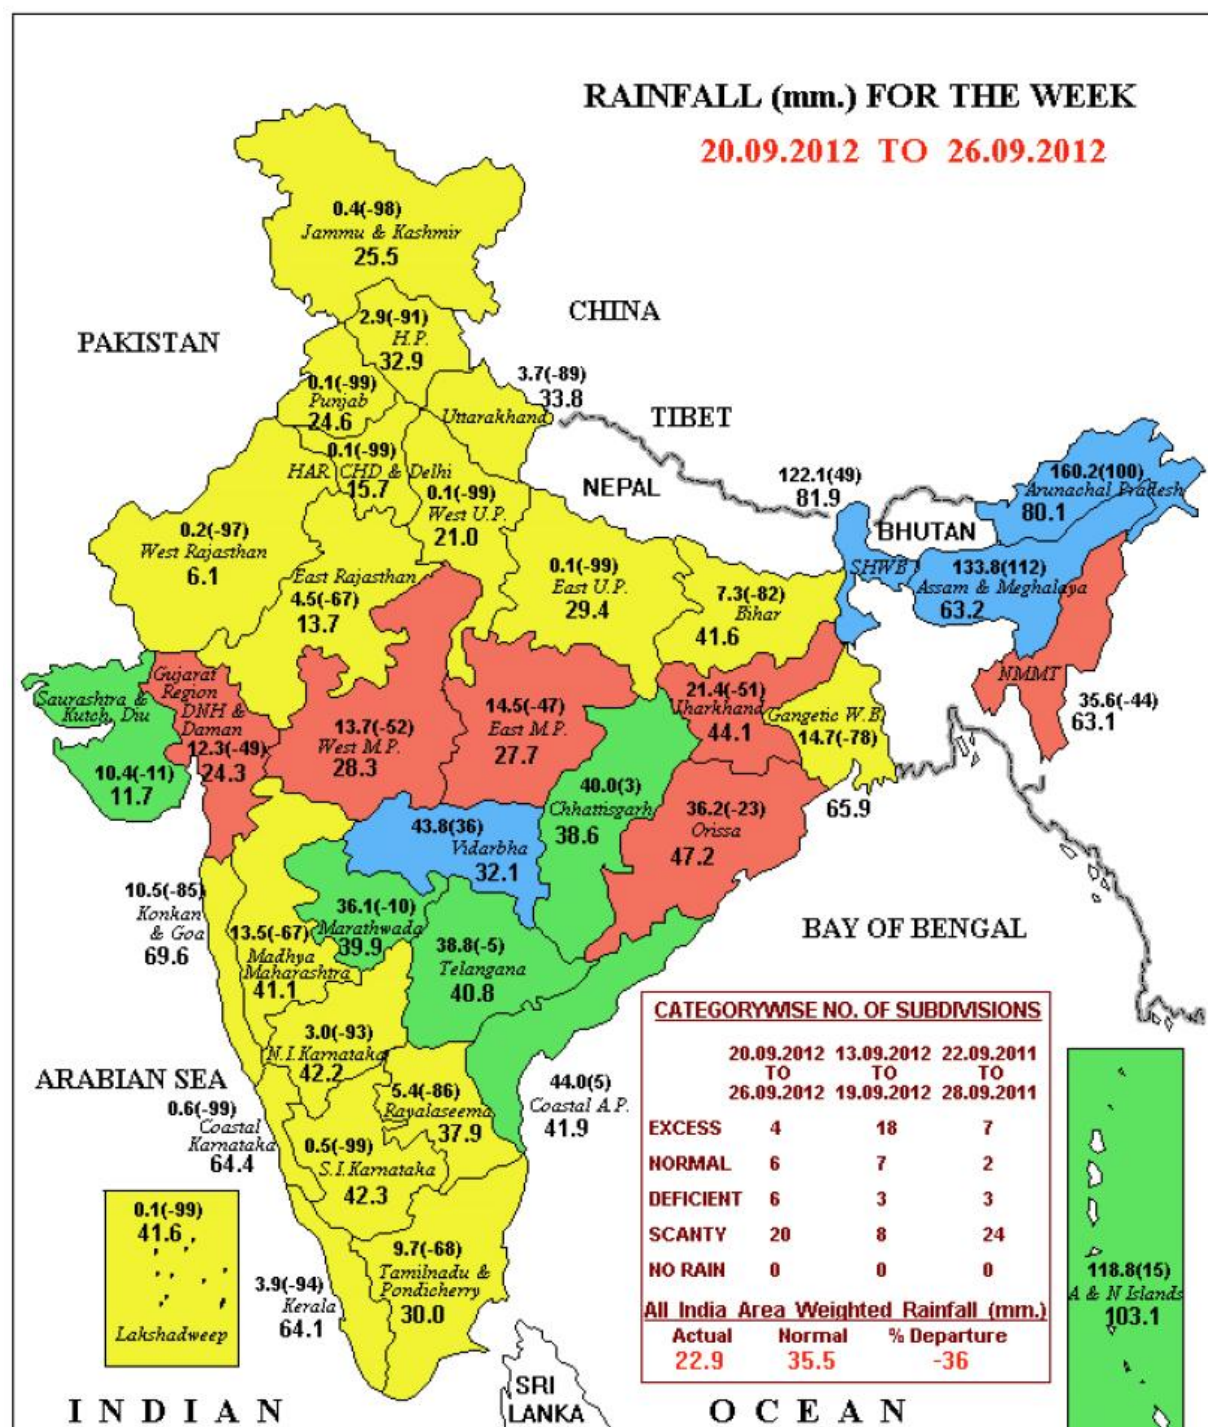 RAINFALL (mm.) FOR THE WEEK
20.09.2012 TO 26.09.2012
0.4(-98)
Jammu & Kashmir
25.5
CHINA
PAKISTAN
2.9(-91)
H.P.
32.9
3.7(-89)
33.8
0.1(-99)
Punjab
24.6
Uttarakhand
TIBET
0.1(-99)
HAR CHD & Delhi
15.7
NEPAL
122.1(49)
81.9
160.2(100)
Arunachal Pradesh
80.1
0.1(-99)
West U.P.
21.0
0.2(-97)
West Rajasthan
6.1
BHUTAN
SHWB
133.8(112)
Assam & Meghalaya
63.2
East Rajasthan
4.5(-67)
13.7
0.1(-99)
East U.P.
29.4
7.3(-82)
Bihar
41.6
NMMT
35.6(-44)
63.1
Saurashtra &
Kutch, Diu
10.4(-11)
11.7
Gujarat
Region
DNH &
Daman
12.3(-49)
24.3
13.7(-52)
West M.P.
28.3
14.5(-47)
East M.P.
27.7
21.4(-51)
Jharkhand
44.1
Gangetic W.B.
14.7(-78)
65.9
40.0(3)
Chhattisgarh
38.6
36.2(-23)
Orissa
47.2
43.8(36)
Vidarbha
32.1
10.5(-85)
Konkan
& Goa
69.6
36.1(-10)
Marathwada
39.9
13.5(-67)
Madhya
Maharashtra
41.1
38.8(-5)
Telangana
40.8
BAY OF BENGAL
3.0(-93)
N.I.Karnataka
42.2
ARABIAN SEA
0.6(-99)
Coastal
Karnataka
64.4
5.4(-86)
Rayalaseema
37.9
44.0(5)
Coastal A.P.
41.9
0.5(-99)
S.I.Karnataka
42.3
0.1(-99)
41.6
Lakshadweep
9.7(-68)
Tamilnadu &
Pondicherry
30.0
3.9(-94)
Kerala
64.1
CATEGORYWISE NO. OF SUBDIVISIONS
20.09.2012 13.09.2012 22.09.2011
TO TO TO
26.09.2012 19.09.2012 28.09.2011
EXCESS 4 18 7
NORMAL 6 7 2
DEFICIENT 6 3 3
SCANTY 20 8 24
NO RAIN 0 0 0
All India Area Weighted Rainfall (mm.)
Actual Normal % Departure
22.9 35.5 -36
118.8(15)
A & N Islands
103.1
SRI
LANKA
INDIAN OCEAN